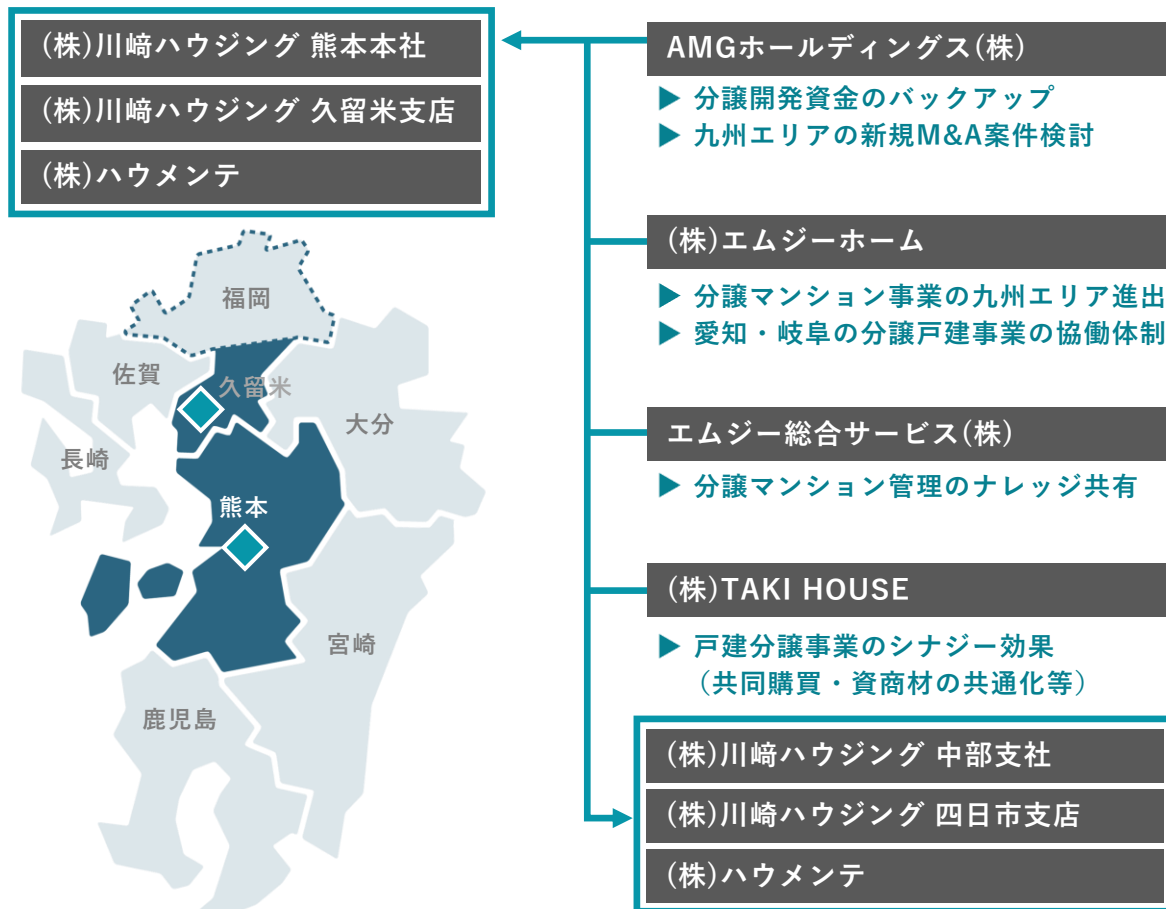 (株)川﨑ハウジング 熊本本社
(株)川﨑ハウジング 久留米支店
(株)ハウメンテ
福岡
佐賀
久留米
大分
長崎
熊本
宮崎
鹿児島
AMGホールディングス(株)
▶ 分譲開発資金のバックアップ
▶ 九州エリアの新規M&A案件検討
(株)エムジーホーム
▶ 分譲マンション事業の九州エリア進出
▶ 愛知・岐阜の分譲戸建事業の協働体制
エムジー総合サービス(株)
▶ 分譲マンション管理のナレッジ共有
(株)TAKI HOUSE
▶ 戸建分譲事業のシナジー効果
（共同購買・資商材の共通化等）
(株)川﨑ハウジング 中部支社
(株)川崎ハウジング 四日市支店
(株)ハウメンテ